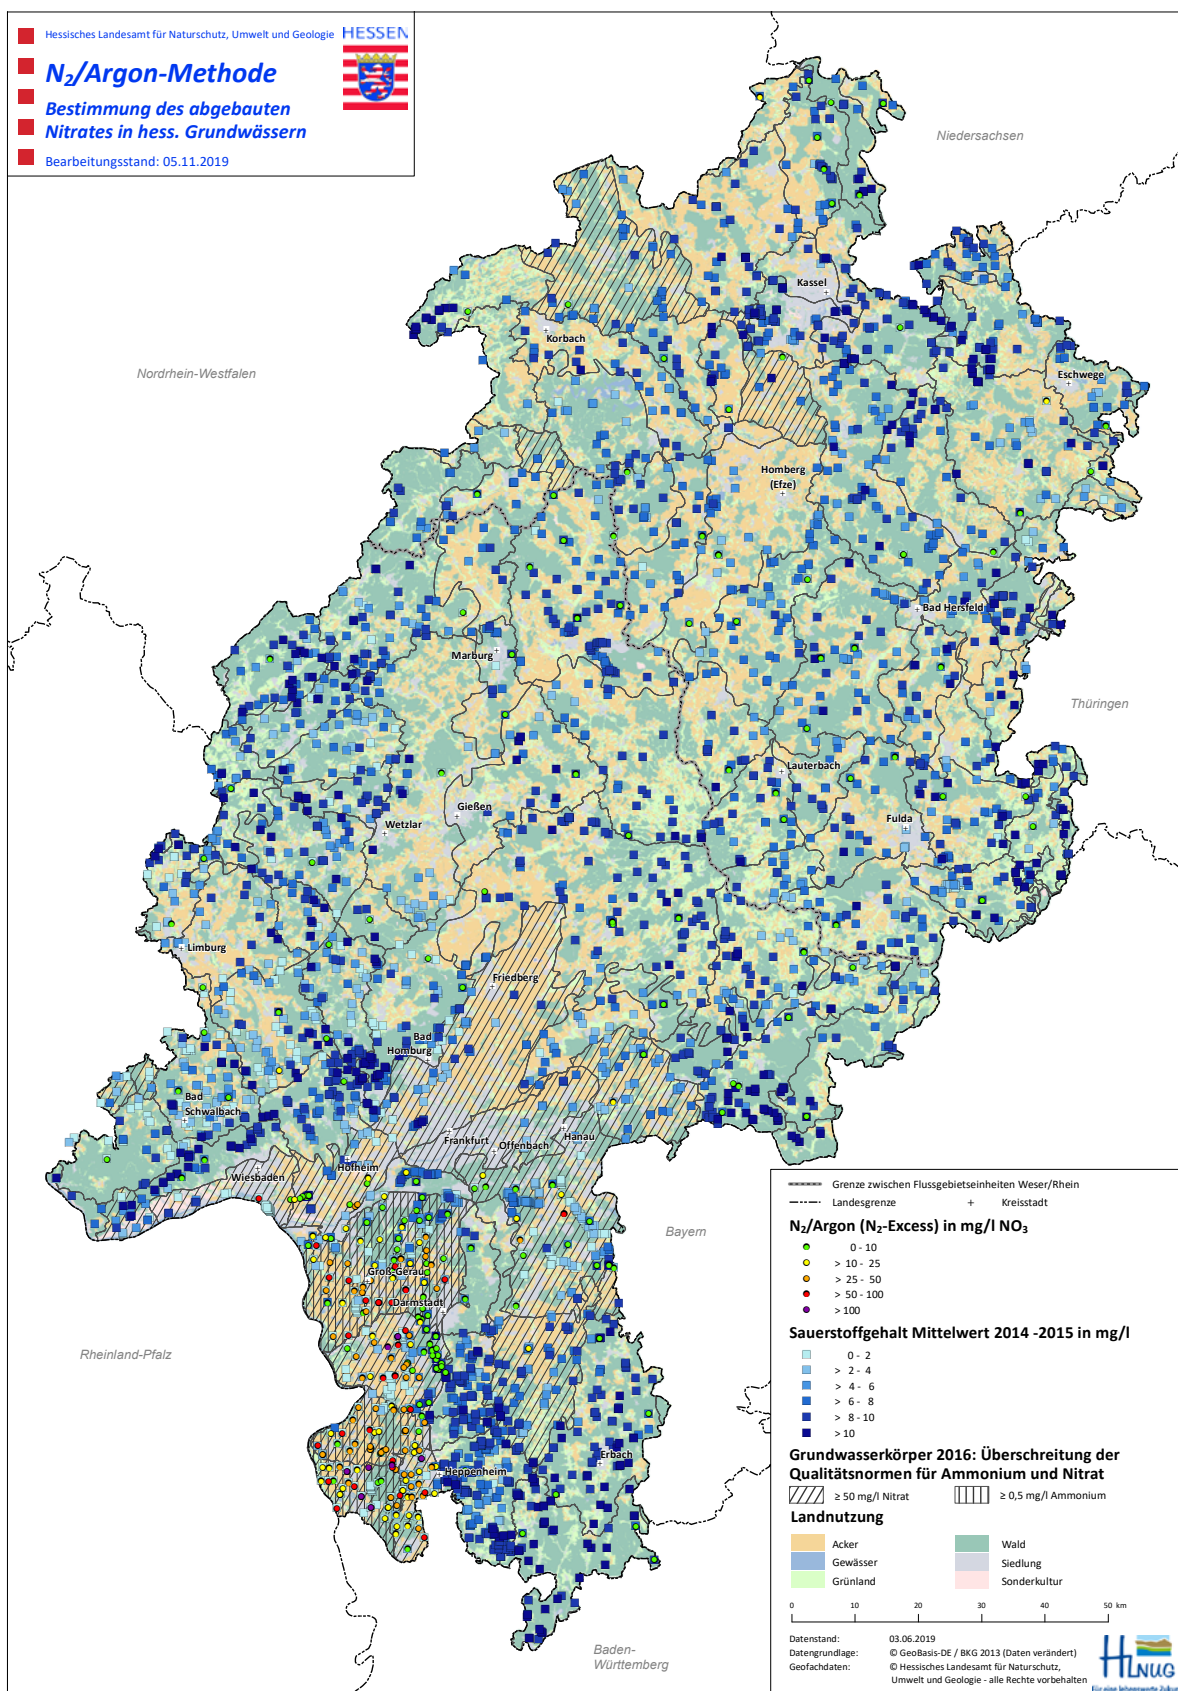 Hessisches Landesamt für Naturschutz, Umwelt und Geologie
HESSEN
N₂/Argon-Methode
Bestimmung des abgebauten
Nitrates in hess. Grundwässern
Bearbeitungsstand: 05.11.2019
Niedersachsen
Kassel
Korbach
Nordrhein-Westfalen
Eschwege
Homberg
(Efze)
Bad Hersfeld
Marburg
Thüringen
Lauterbach
Gießen
Wetzlar
Fulda
Limburg
Friedberg
Bad
Homburg
Bad
Schwalbach
Frankfurt
Offenbach
Hanau
Hofheim
Wiesbaden
Bayern
Groß-Gerau
Darmstadt
Rheinland-Pfalz
Erbach
Heppenheim
Baden-
Württemberg
Grenze zwischen Flussgebietseinheiten Weser/Rhein
Landesgrenze
Kreisstadt
N₂/Argon (N₂-Excess) in mg/l NO₃
0 - 10
> 10 - 25
> 25 - 50
> 50 - 100
> 100
Sauerstoffgehalt Mittelwert 2014 -2015 in mg/l
0 - 2
> 2 - 4
> 4 - 6
> 6 - 8
> 8 - 10
> 10
Grundwasserkörper 2016: Überschreitung der
Qualitätsnormen für Ammonium und Nitrat
≥ 50 mg/l Nitrat
≥ 0,5 mg/l Ammonium
Landnutzung
Acker
Wald
Gewässer
Siedlung
Grünland
Sonderkultur
0 10 20 30 40 50 km
Datenstand: 03.06.2019
Datengrundlage: © GeoBasis-DE / BKG 2013 (Daten verändert)
Geofachdaten: © Hessisches Landesamt für Naturschutz,
Umwelt und Geologie - alle Rechte vorbehalten
HLNUG
Für eine lebenswerte Zukunft